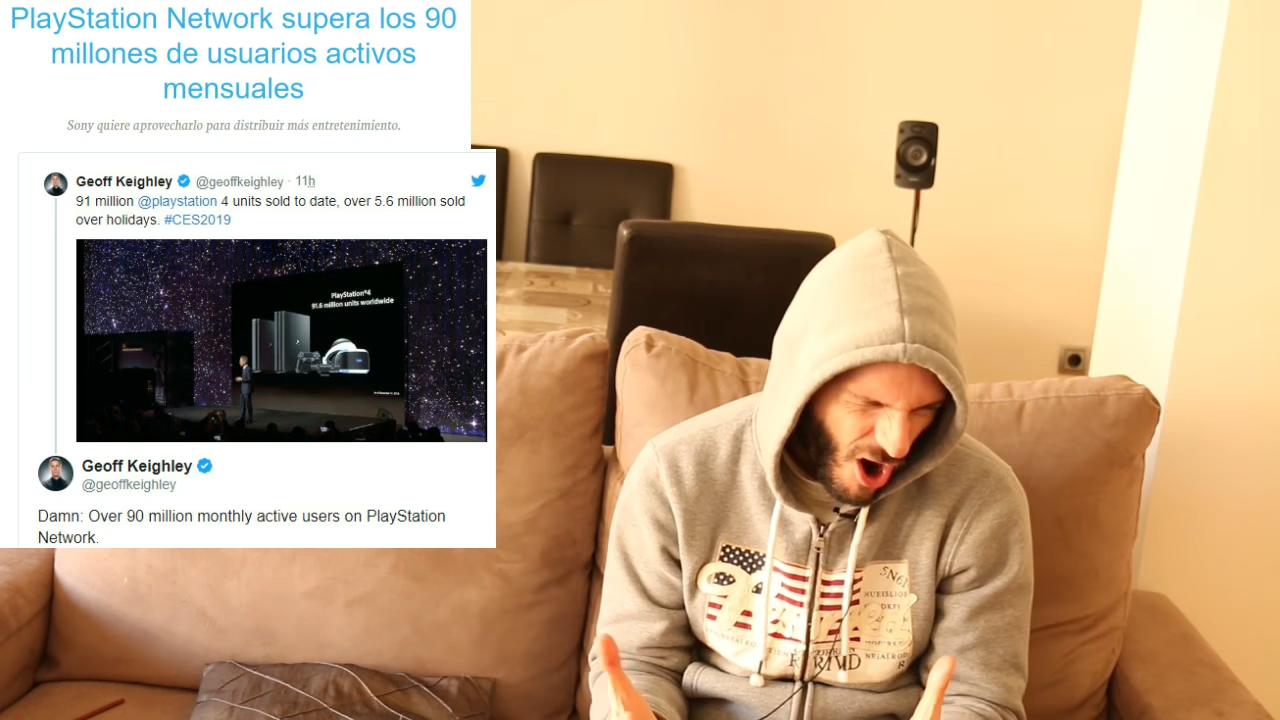 PlayStation Network supera los 90
millones de usuarios activos
mensuales
Sony quiere aprovecharlo para distribuir más entretenimiento.
Geoff Keighley @geoffkeighley · 11h
91 million @playstation 4 units sold to date, over 5.6 million sold
over holidays. #CES2019
PlayStation®4
91.6 million units worldwide
Geoff Keighley
@geoffkeighley
Damn: Over 90 million monthly active users on PlayStation
Network.